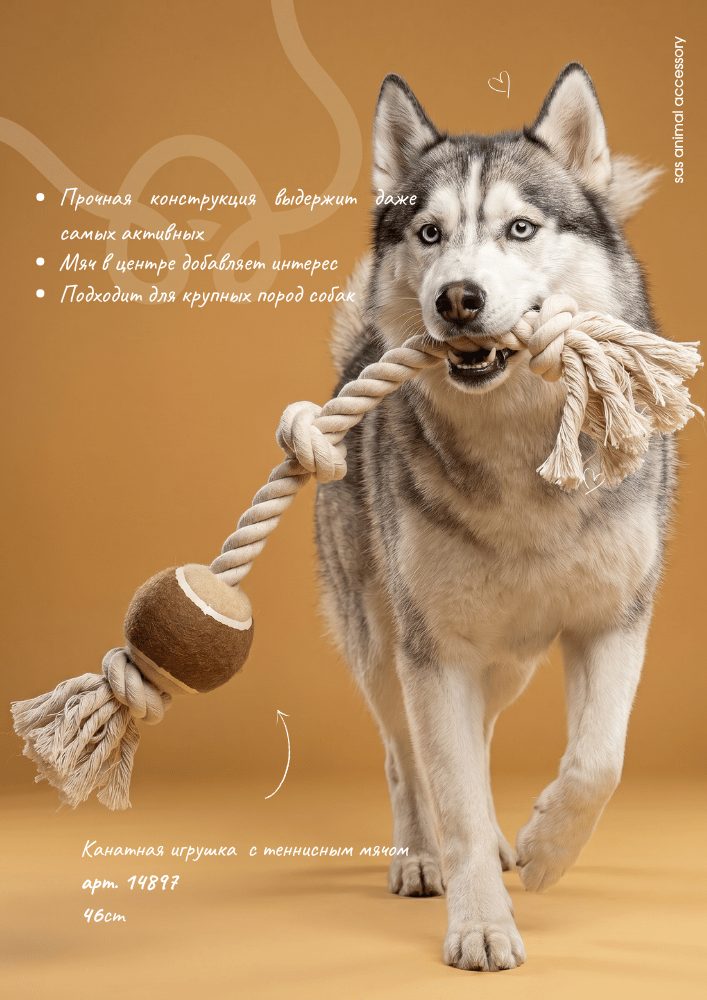 sas animal accessory
Прочная конструкция выдержит даже
самых активных
Мяч в центре добавляет интерес
Подходит для крупных пород собак
Канатная игрушка с теннисным мячом
арт. 14897
46cm